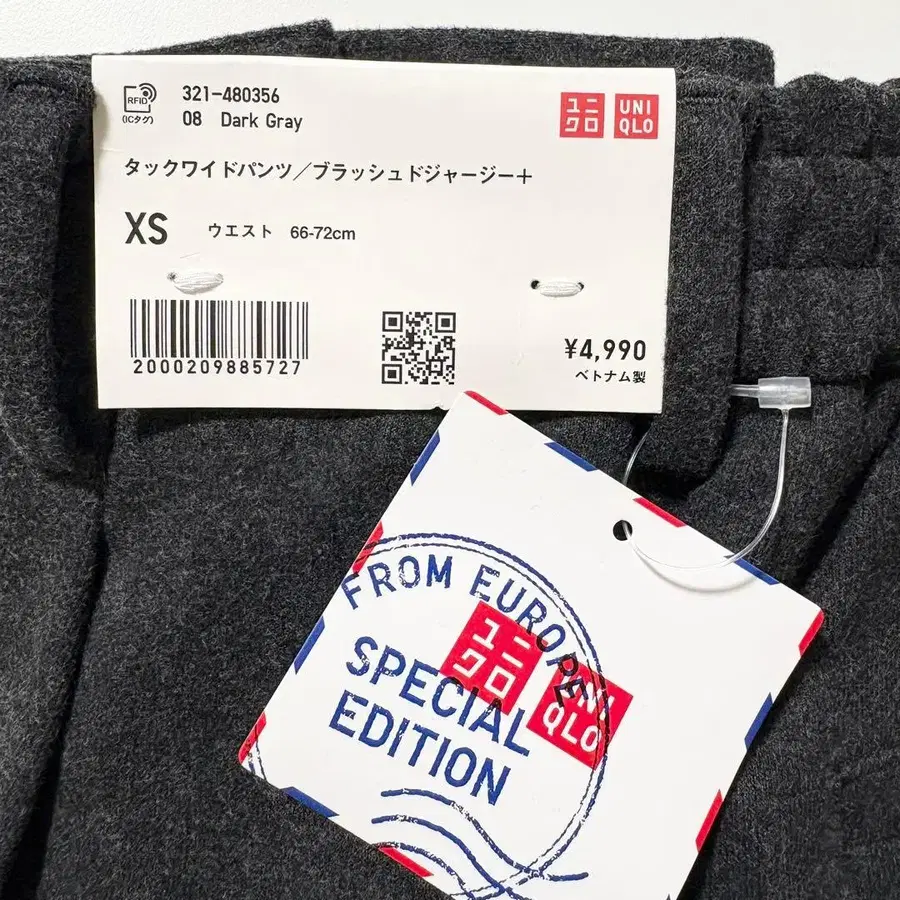 RFID
(ICタグ)
321-480356
08 Dark Gray
ユニ
クロ
UNI
QLO
タックワイドパンツ／ブラッシュドジャージー＋
XS ウエスト 66-72cm
2000209885727
¥4,990
ベトナム製
FROM EUROPE
ユニ
クロ
UNI
QLO
SPECIAL
EDITION